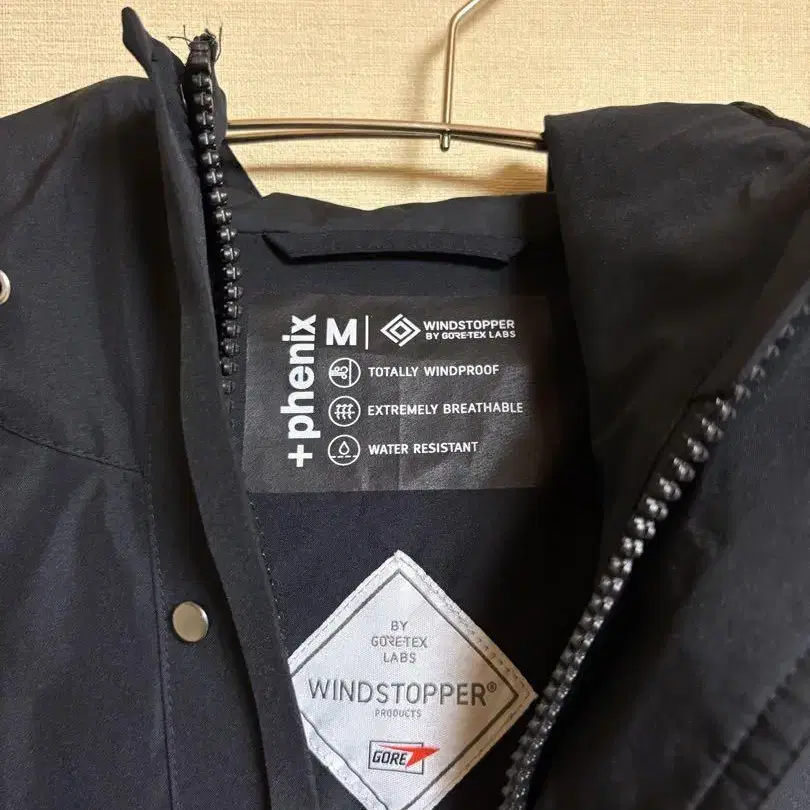 +phenix
M
WINDSTOPPER
BY GORE-TEX LABS
TOTALLY WINDPROOF
EXTREMELY BREATHABLE
WATER RESISTANT
BY
GORE-TEX
LABS
WINDSTOPPER®
PRODUCTS
GORE